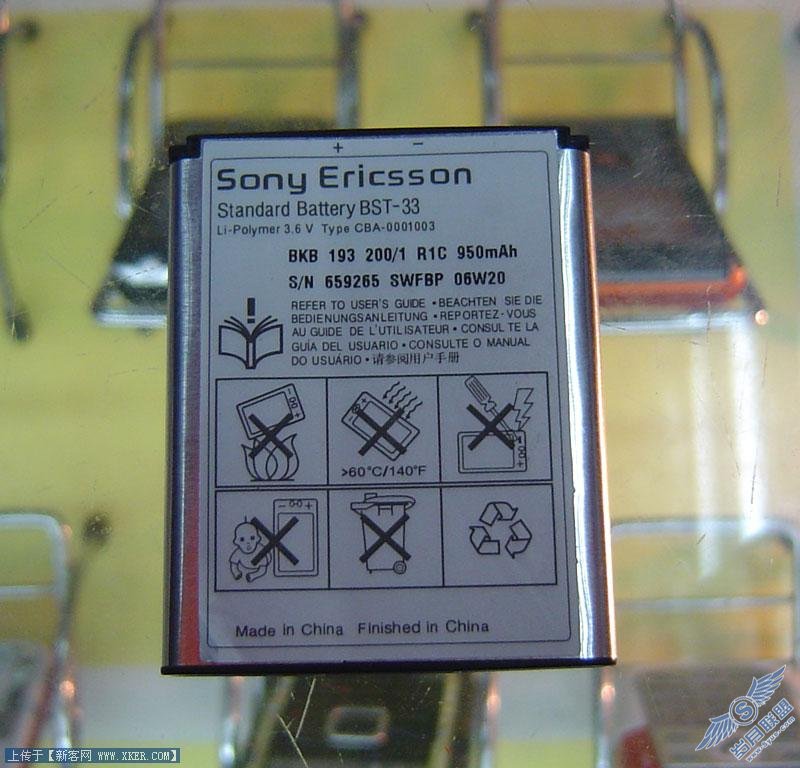 + -
Sony Ericsson
Standard Battery BST-33
Li-Polymer 3.6 V Type CBA-0001003
BKB 193 200/1 R1C 950mAh
S/N 659265 SWFBP 06W20
REFER TO USER'S GUIDE • BEACHTEN SIE DIE
BEDIENUNGSANLEITUNG • REPORTEZ-VOUS
AU GUIDE DE L'UTILISATEUR • CONSULTE LA
GUÍA DEL USUARIO • CONSULTE O MANUAL
DO USUÁRIO • 请参阅用户手册
>60°C/140°F
Made in China Finished in China
上传于【新客网 www.XKER.com】